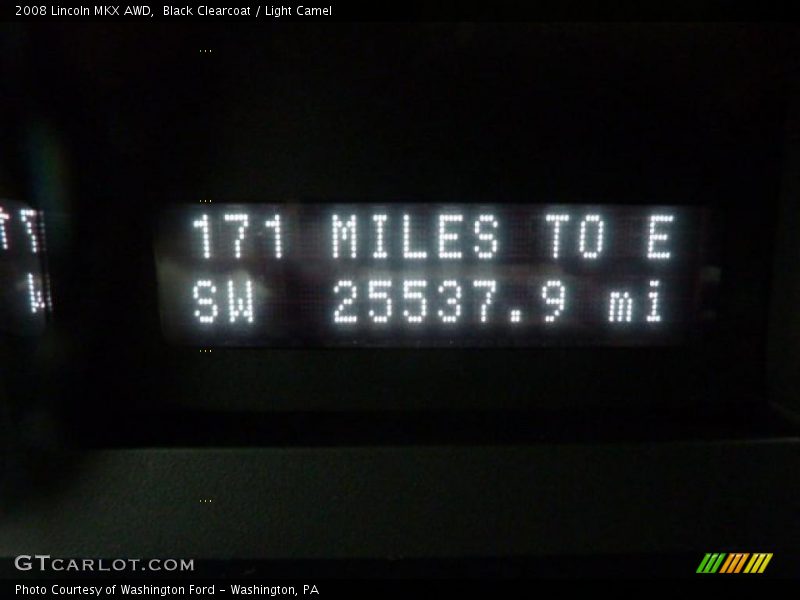 2008 Lincoln MKX AWD,  Black Clearcoat / Light Camel
171 MILES TO E
SW 25537.9 mi
GTCARLOT.COM
Photo Courtesy of Washington Ford - Washington, PA